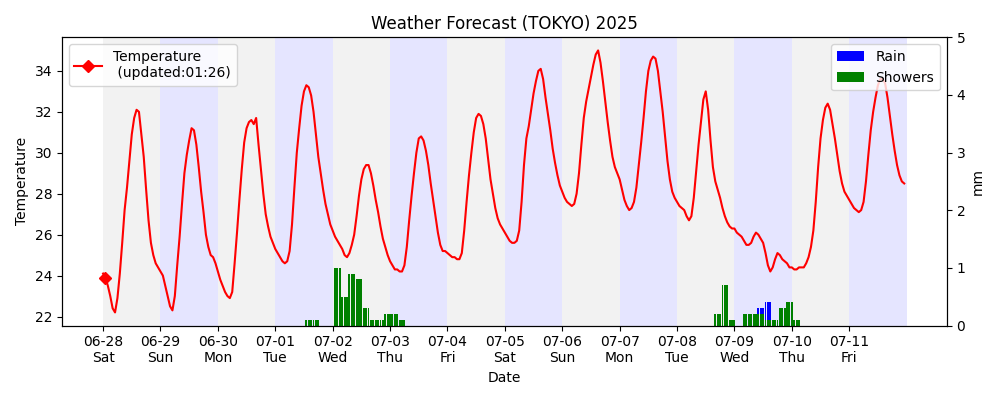 Weather Forecast (TOKYO) 2025
Temperature
(updated:01:26)
Rain
Showers
Temperature
34
32
30
28
26
24
22
5
4
3
2
1
0
mm
06-28 06-29 06-30 07-01 07-02 07-03 07-04 07-05 07-06 07-07 07-08 07-09 07-10 07-11
Sat Sun Mon Tue Wed Thu Fri Sat Sun Mon Tue Wed Thu Fri
Date